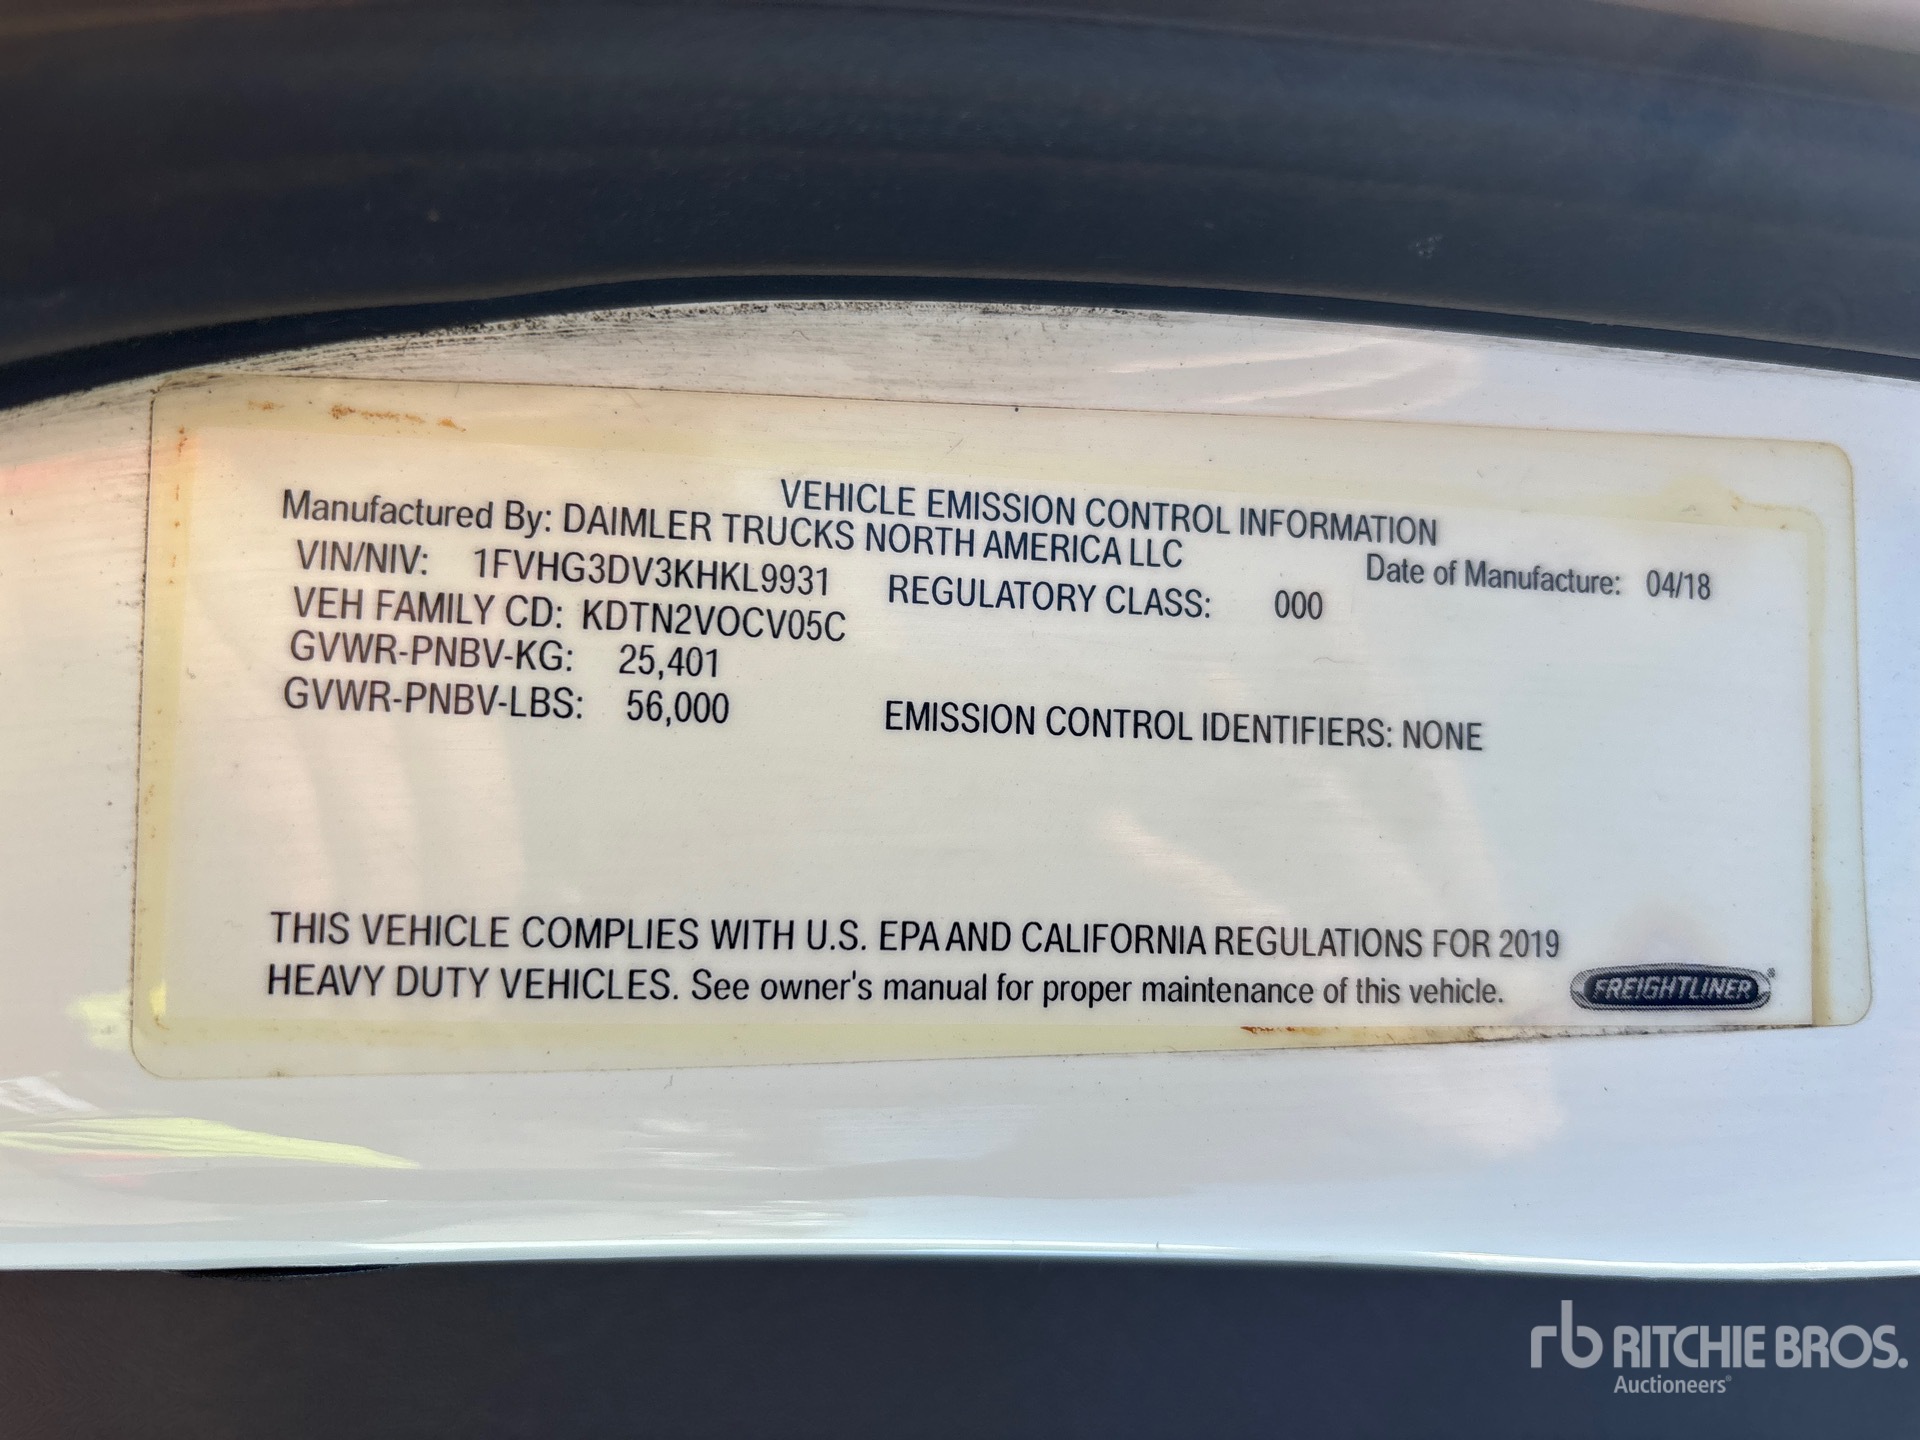 VEHICLE EMISSION CONTROL INFORMATION
Manufactured By: DAIMLER TRUCKS NORTH AMERICA LLC
Date of Manufacture: 04/18
VIN/NIV: 1FVHG3DV3KHKL9931
REGULATORY CLASS: 000
VEH FAMILY CD: KDTN2VOCV05C
GVWR-PNBV-KG: 25,401
GVWR-PNBV-LBS: 56,000
EMISSION CONTROL IDENTIFIERS: NONE
THIS VEHICLE COMPLIES WITH U.S. EPA AND CALIFORNIA REGULATIONS FOR 2019
HEAVY DUTY VEHICLES. See owner's manual for proper maintenance of this vehicle.
FREIGHTLINER®
rb RITCHIE BROS.
Auctioneers®